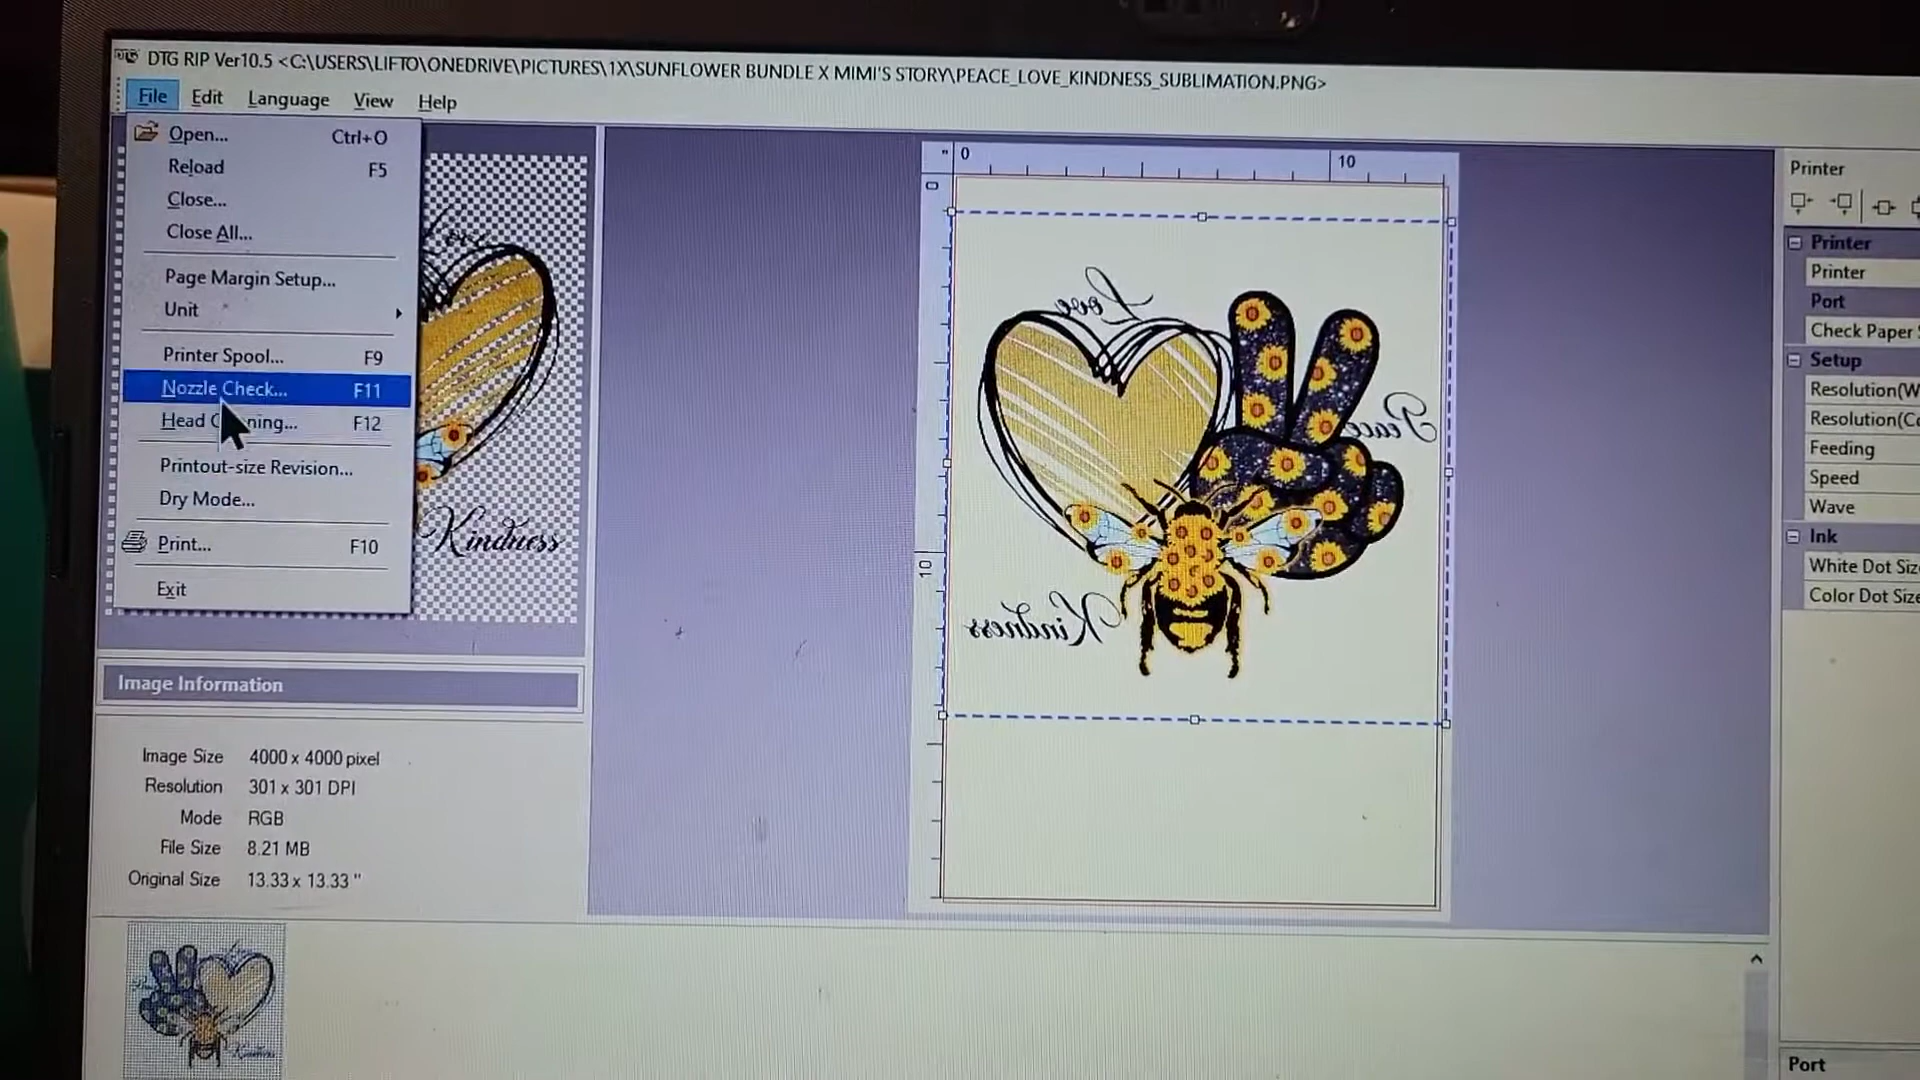 DTG RIP Ver10.5 <C:\USERS\LIFTO\ONEDRIVE\PICTURES\1X\SUNFLOWER BUNDLE X MIMI'S STORY\PEACE_LOVE_KINDNESS_SUBLIMATION.PNG>
File Edit Language View Help
Open... Ctrl+O
Reload F5
Close...
Close All...
Page Margin Setup...
Unit
Printer Spool... F9
Nozzle Check... F11
Head F12
Printout-size Revision...
Dry Mode...
Print... F10
Exit
Kindness
Image Information
Image Size 4000 x 4000 pixel
Resolution 301 x 301 DPI
Mode RGB
File Size 8.21 MB
Original Size 13.33 x 13.33 "
" 0 10
0
10
Love
Peace
Kindness
Printer
Printer
Printer
Port
Check Paper
Setup
Resolution(W
Resolution(Co
Feeding
Speed
Wave
Ink
White Dot Size
Color Dot Size
Port